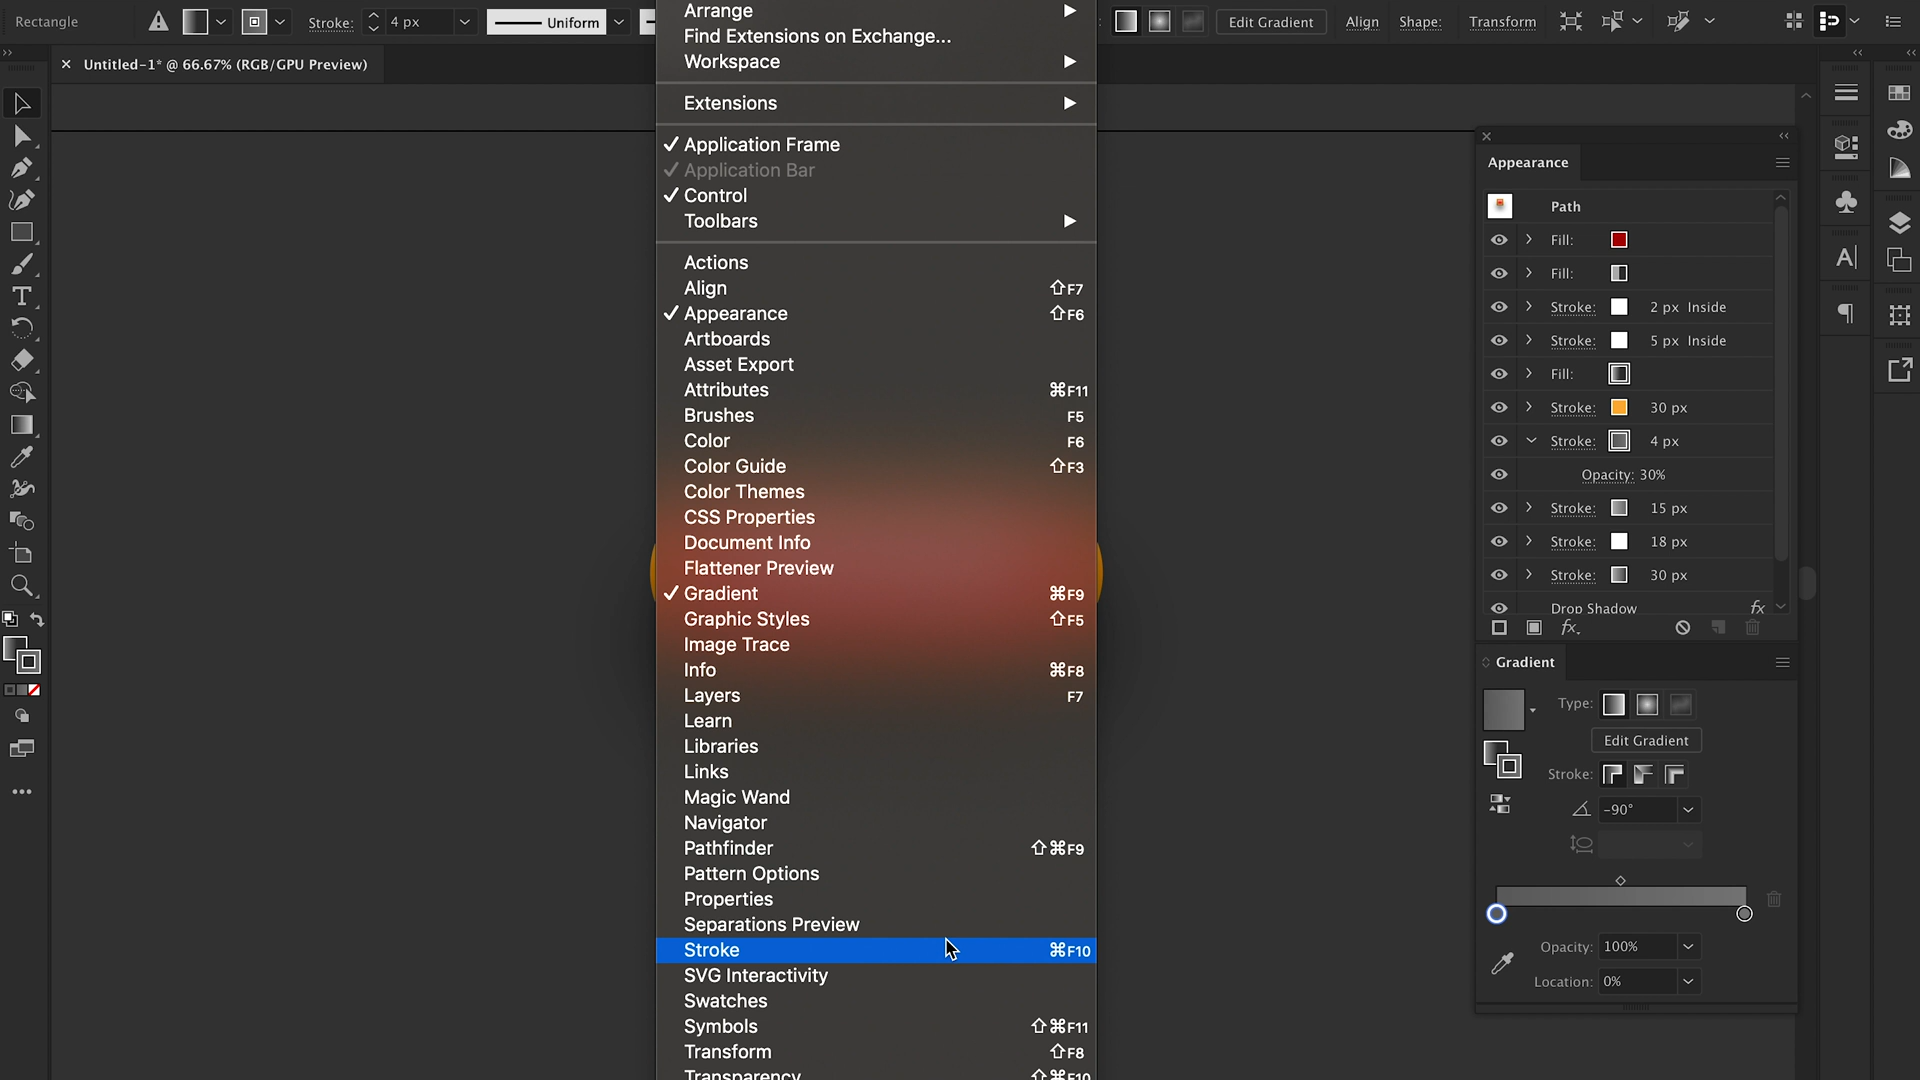 Rectangle
Stroke:
4 px
Uniform
Edit Gradient
Align
Shape:
Transform
Untitled-1* @ 66.67% (RGB/GPU Preview)
Arrange
Find Extensions on Exchange...
Workspace
Extensions
Application Frame
Application Bar
Control
Toolbars
Actions
Align ⇧F7
Appearance ⇧F6
Artboards
Asset Export
Attributes ⌘F11
Brushes F5
Color F6
Color Guide ⇧F3
Color Themes
CSS Properties
Document Info
Flattener Preview
Gradient ⌘F9
Graphic Styles ⇧F5
Image Trace
Info ⌘F8
Layers F7
Learn
Libraries
Links
Magic Wand
Navigator
Pathfinder ⇧⌘F9
Pattern Options
Properties
Separations Preview
Stroke ⌘F10
SVG Interactivity
Swatches
Symbols ⇧⌘F11
Transform ⇧F8
Transparency ⇧⌘F10
Appearance
Path
Fill:
Fill:
Stroke: 2 px Inside
Stroke: 5 px Inside
Fill:
Stroke: 30 px
Stroke: 4 px
Opacity: 30%
Stroke: 15 px
Stroke: 18 px
Stroke: 30 px
Drop Shadow fx
fx.
Gradient
Type:
Edit Gradient
Stroke:
-90°
Opacity: 100%
Location: 0%